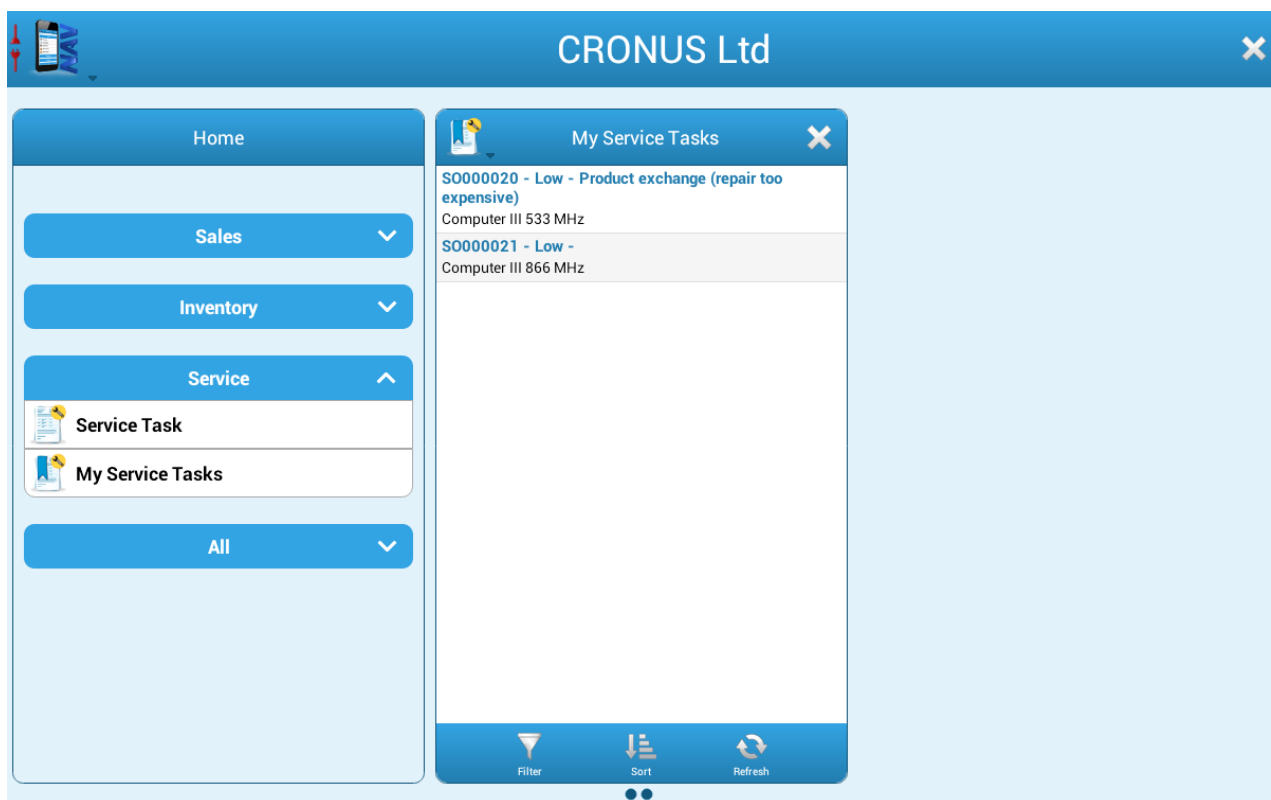 NAV
CRONUS Ltd
Home
Sales
Inventory
Service
Service Task
My Service Tasks
All
My Service Tasks
SO000020 - Low - Product exchange (repair too
expensive)
Computer III 533 MHz
SO000021 - Low -
Computer III 866 MHz
Filter
Sort
Refresh